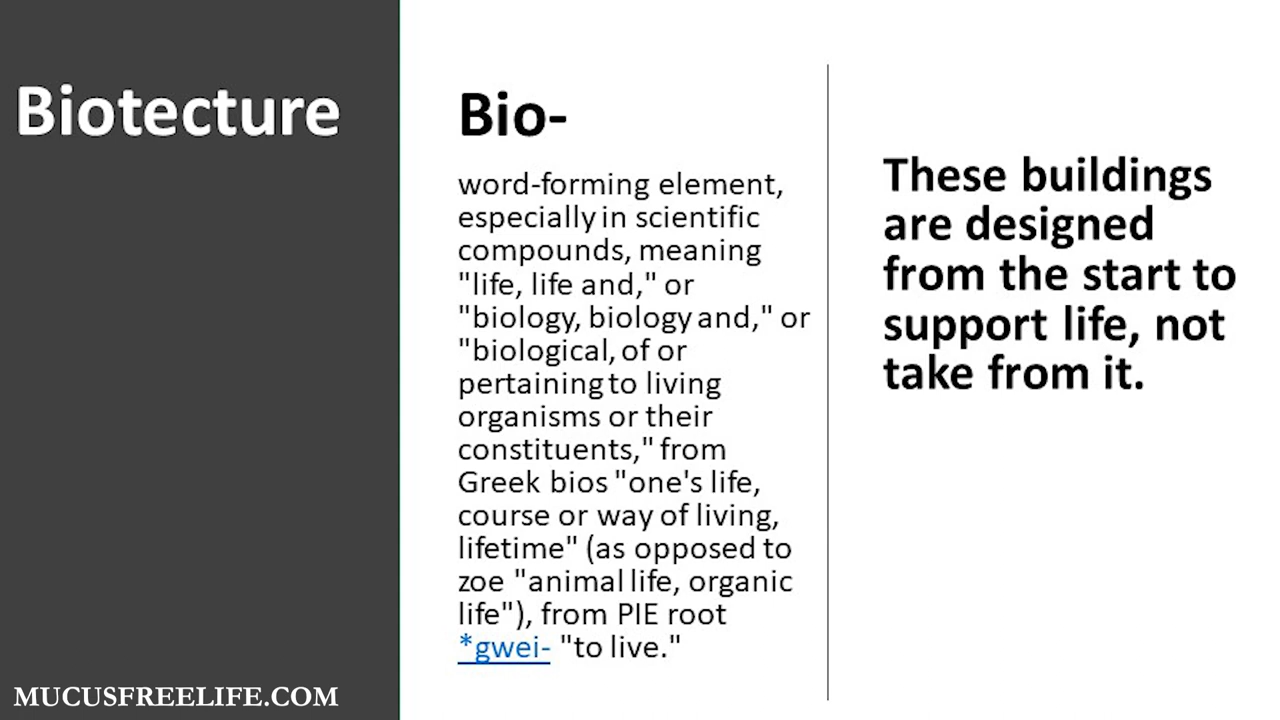 Biotecture
Bio-
word-forming element,
especially in scientific
compounds, meaning
"life, life and," or
"biology, biology and," or
"biological, of or
pertaining to living
organisms or their
constituents," from
Greek bios "one's life,
course or way of living,
lifetime" (as opposed to
zoe "animal life, organic
life"), from PIE root
*gwei- "to live."
These buildings
are designed
from the start to
support life, not
take from it.
MUCUSFREELIFE.COM